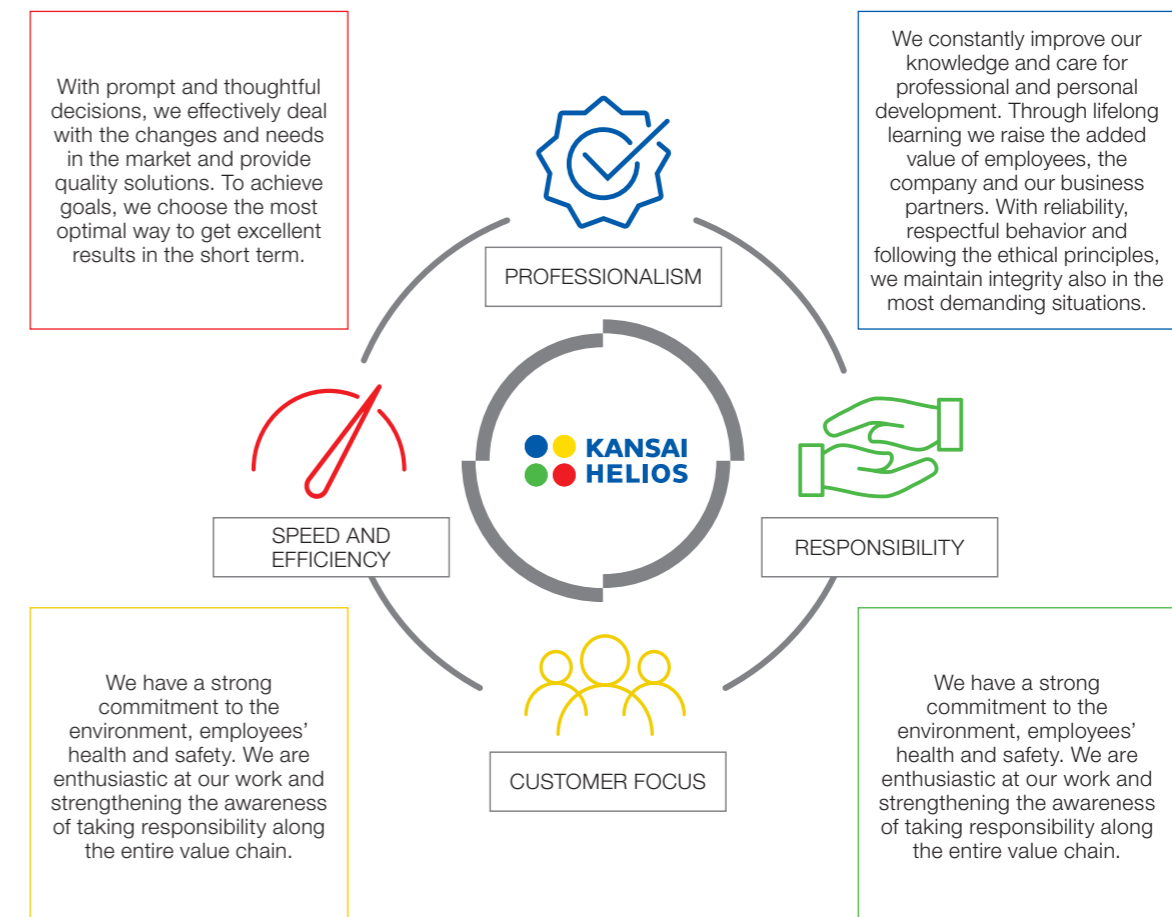 With prompt and thoughtful
decisions, we effectively deal
with the changes and needs
in the market and provide
quality solutions. To achieve
goals, we choose the most
optimal way to get excellent
results in the short term.
We constantly improve our
knowledge and care for
professional and personal
development. Through lifelong
learning we raise the added
value of employees, the
company and our business
partners. With reliability,
respectful behavior and
following the ethical principles,
we maintain integrity also in the
most demanding situations.
PROFESSIONALISM
KANSAI
HELIOS
SPEED AND
EFFICIENCY
RESPONSIBILITY
We have a strong
commitment to the
environment, employees’
health and safety. We are
enthusiastic at our work and
strengthening the awareness
of taking responsibility along
the entire value chain.
CUSTOMER FOCUS
We have a strong
commitment to the
environment, employees’
health and safety. We are
enthusiastic at our work and
strengthening the awareness
of taking responsibility along
the entire value chain.